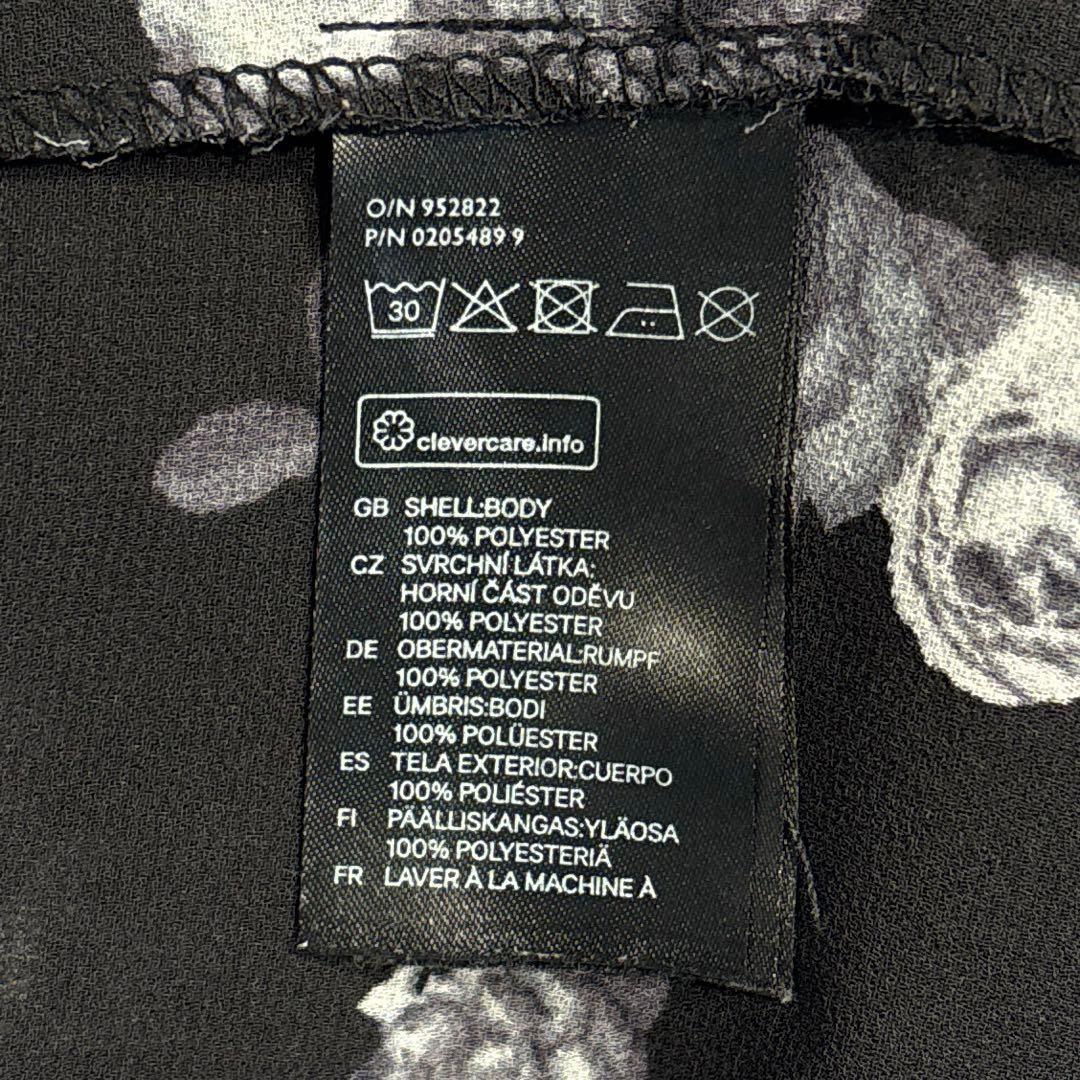 O/N 952822
P/N 0205489 9
30
clevercare.info
GB SHELL:BODY
100% POLYESTER
CZ SVRCHNÍ LÁTKA:
HORNÍ ČÁST ODĚVU
100% POLYESTER
DE OBERMATERIAL:RUMPF
100% POLYESTER
EE ÜMBRIS:BODI
100% POLÜESTER
ES TELA EXTERIOR:CUERPO
100% POLIÉSTER
FI PÄÄLLISKANGAS:YLÄOSA
100% POLYESTERIÄ
FR LAVER À LA MACHINE À